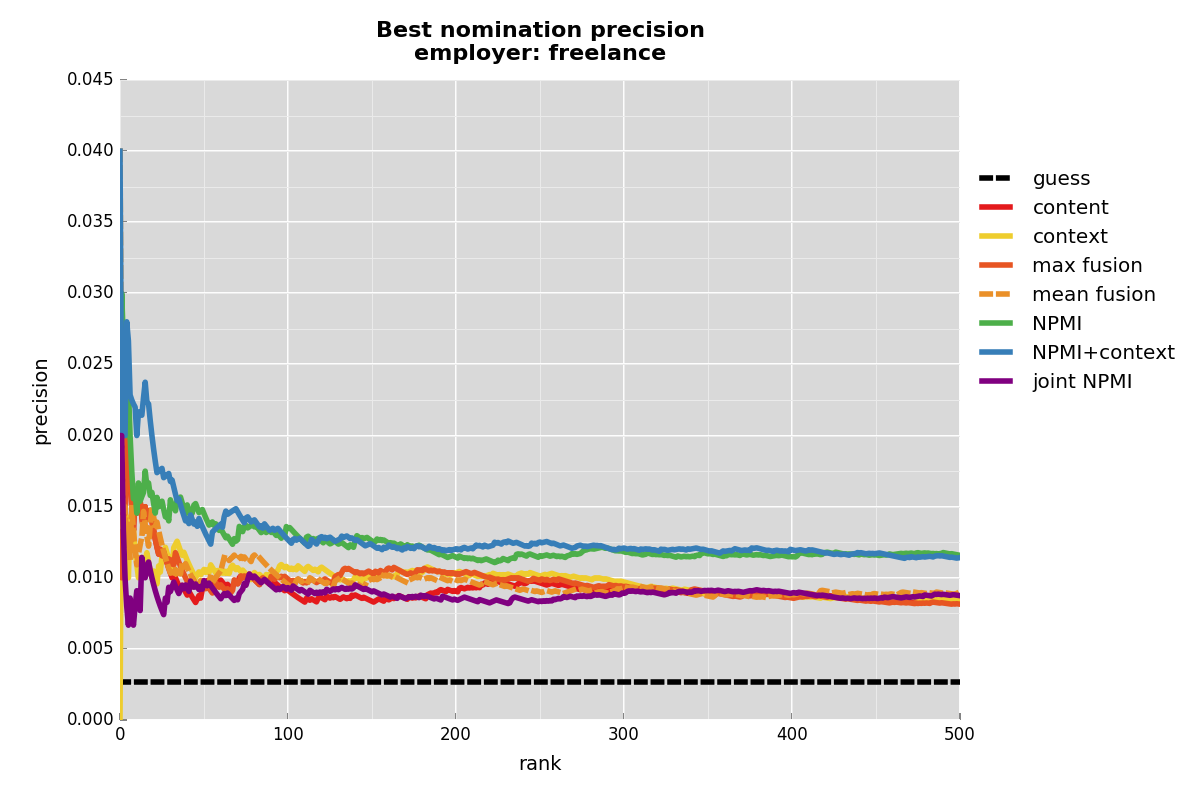 Best nomination precision
employer: freelance
0.045
0.040
0.035
0.030
0.025
0.020
0.015
0.010
0.005
0.000
precision
0
100
200
300
400
500
rank
guess
content
context
max fusion
mean fusion
NPMI
NPMI+context
joint NPMI